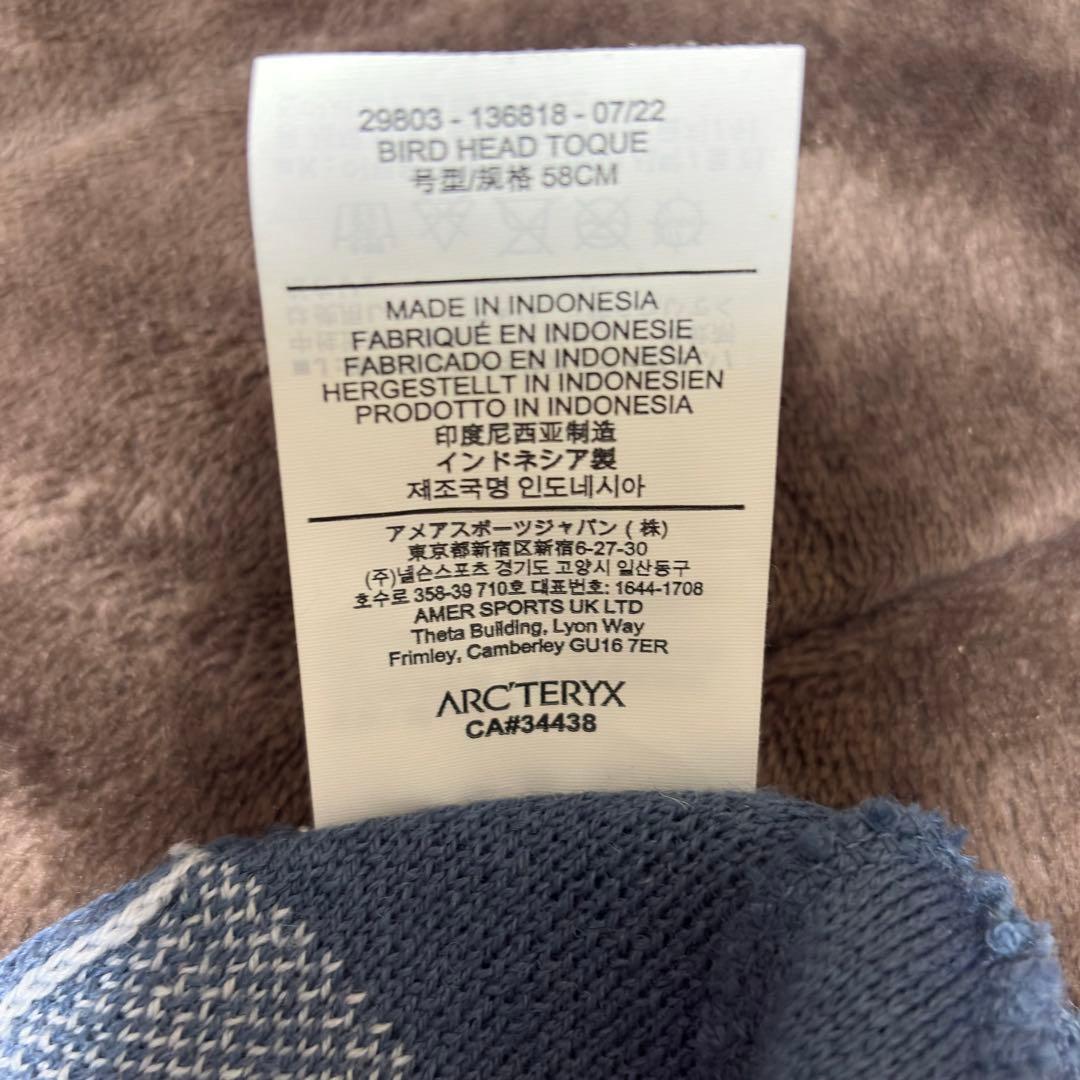 29803 - 136818 - 07/22
BIRD HEAD TOQUE
号型/规格 58CM
MADE IN INDONESIA
FABRIQUÉ EN INDONESIE
FABRICADO EN INDONESIA
HERGESTELLT IN INDONESIEN
PRODOTTO IN INDONESIA
印度尼西亚制造
インドネシア製
제조국명 인도네시아
アメアスポーツジャパン ( 株)
東京都新宿区新宿6-27-30
(주)넬슨스포츠 경기도 고양시 일산동구
호수로 358-39 710호 대표번호: 1644-1708
AMER SPORTS UK LTD
Theta Building, Lyon Way
Frimley, Camberley GU16 7ER
ARC'TERYX
CA#34438